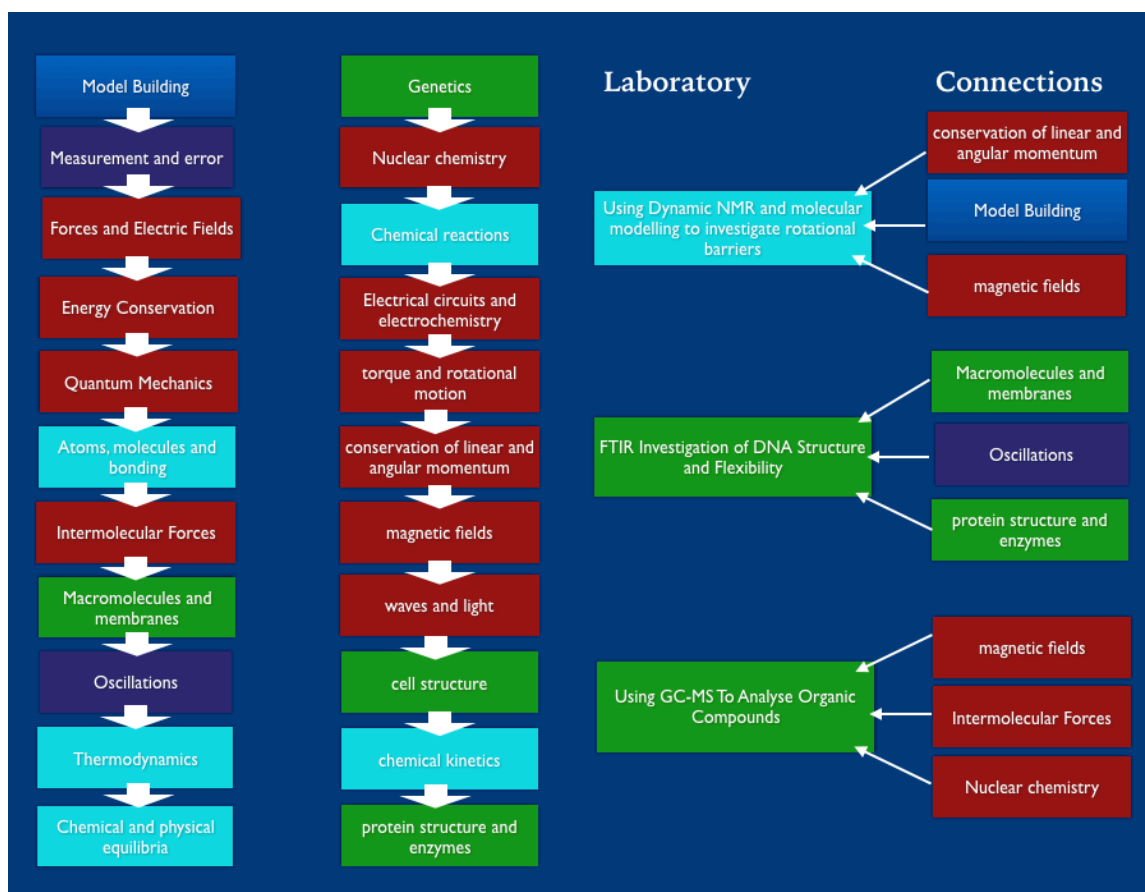 Model Building
Measurement and error
Forces and Electric Fields
Energy Conservation
Quantum Mechanics
Atoms, molecules and
bonding
Intermolecular Forces
Macromolecules and
membranes
Oscillations
Thermodynamics
Chemical and physical
equilibria
Genetics
Nuclear chemistry
Chemical reactions
Electrical circuits and
electrochemistry
torque and rotational
motion
conservation of linear and
angular momentum
magnetic fields
waves and light
cell structure
chemical kinetics
protein structure and
enzymes
Laboratory
Using Dynamic NMR and molecular
modelling to investigate rotational
barriers
FTIR Investigation of DNA Structure
and Flexibility
Using GC-MS To Analyse Organic
Compounds
Connections
conservation of linear and
angular momentum
Model Building
magnetic fields
Macromolecules and
membranes
Oscillations
protein structure and
enzymes
magnetic fields
Intermolecular Forces
Nuclear chemistry